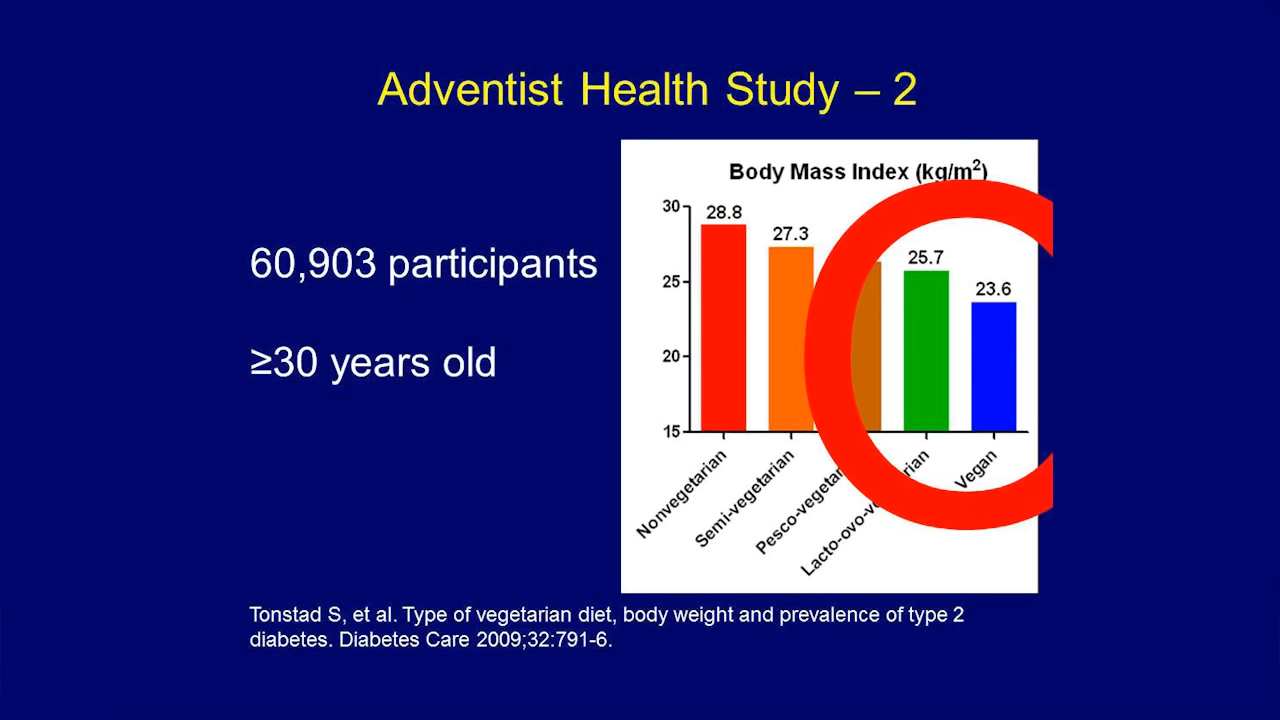 Adventist Health Study – 2
60,903 participants
≥30 years old
Body Mass Index (kg/m²)
30
25
20
15
28.8
27.3
25.7
23.6
Nonvegetarian
Semi-vegetarian
Vegan
Tonstad S, et al. Type of vegetarian diet, body weight and prevalence of type 2
diabetes. Diabetes Care 2009;32:791-6.